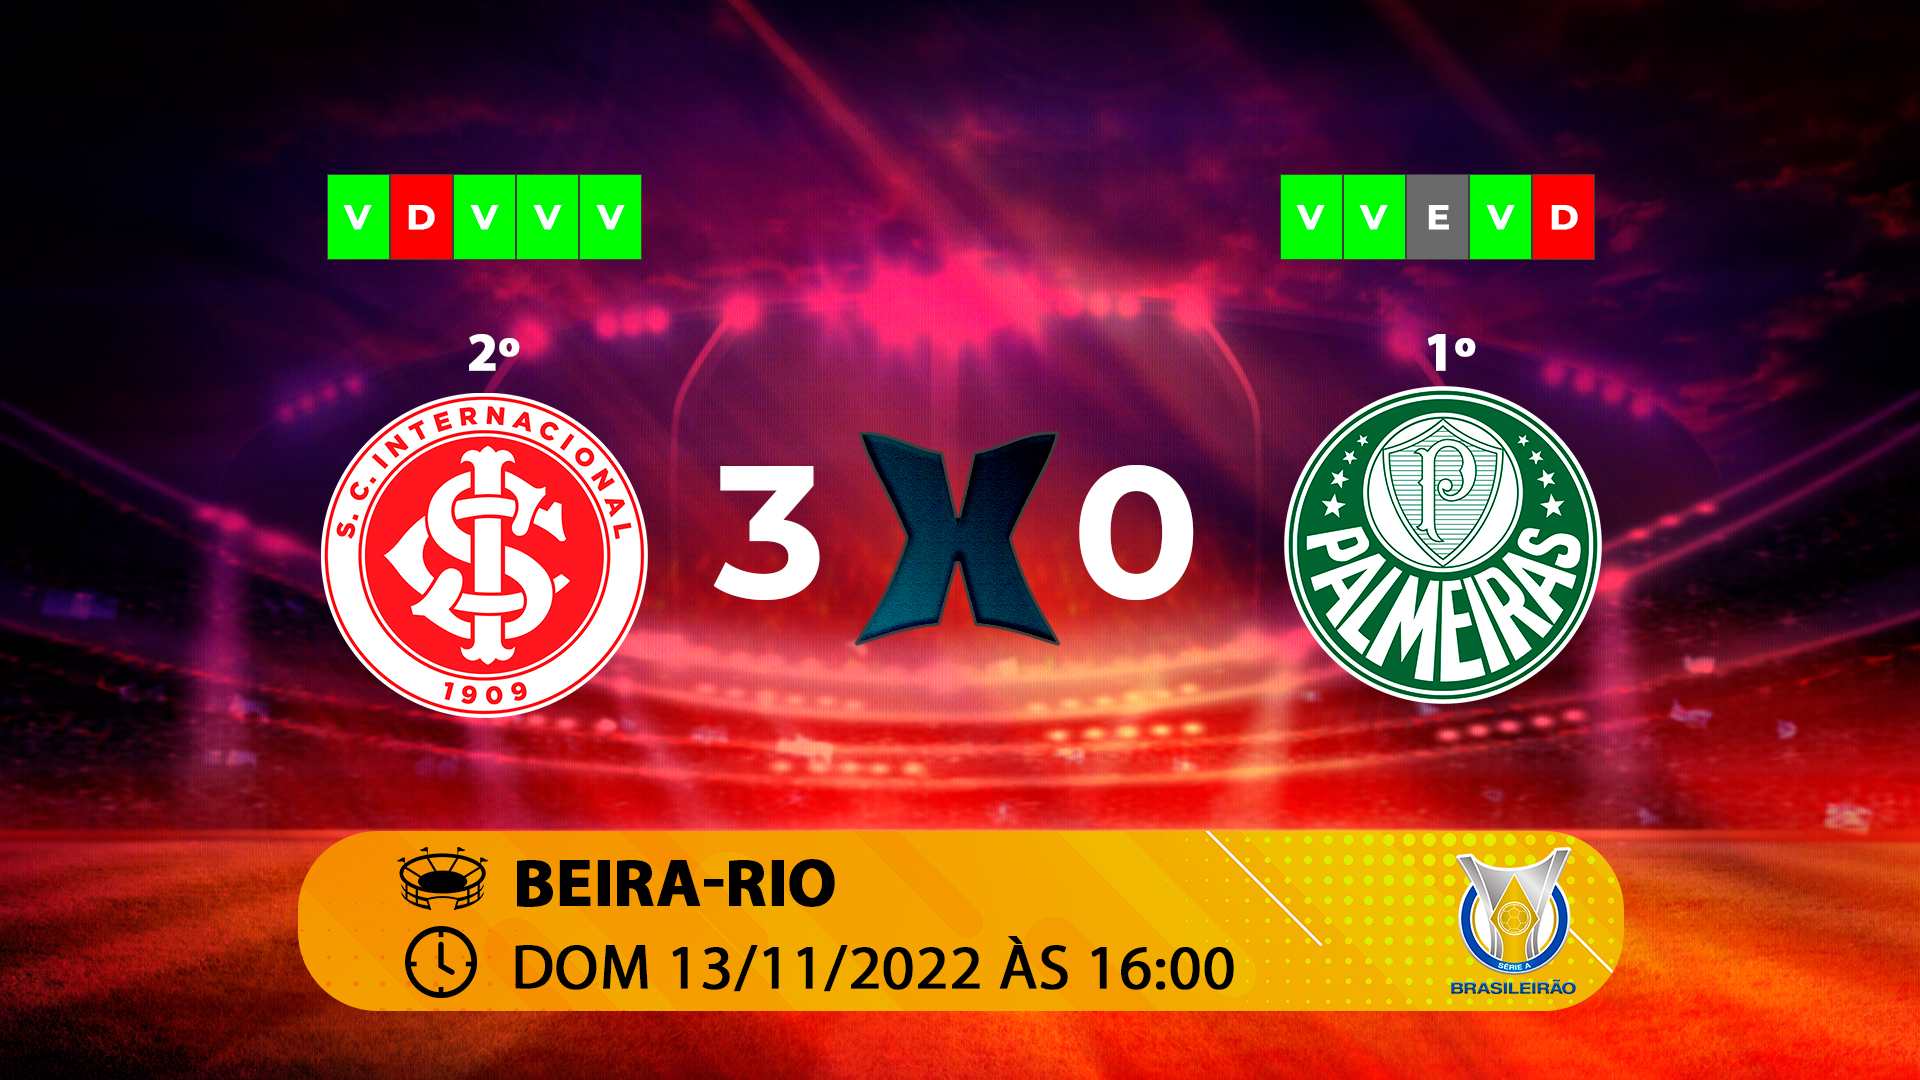 V D V V V
V V E V D
2º
1º
S. C. INTERNACIONAL
1909
3 X 0
P
PALMEIRAS
BEIRA-RIO
DOM 13/11/2022 ÀS 16:00
SÉRIE A
BRASILEIRÃO